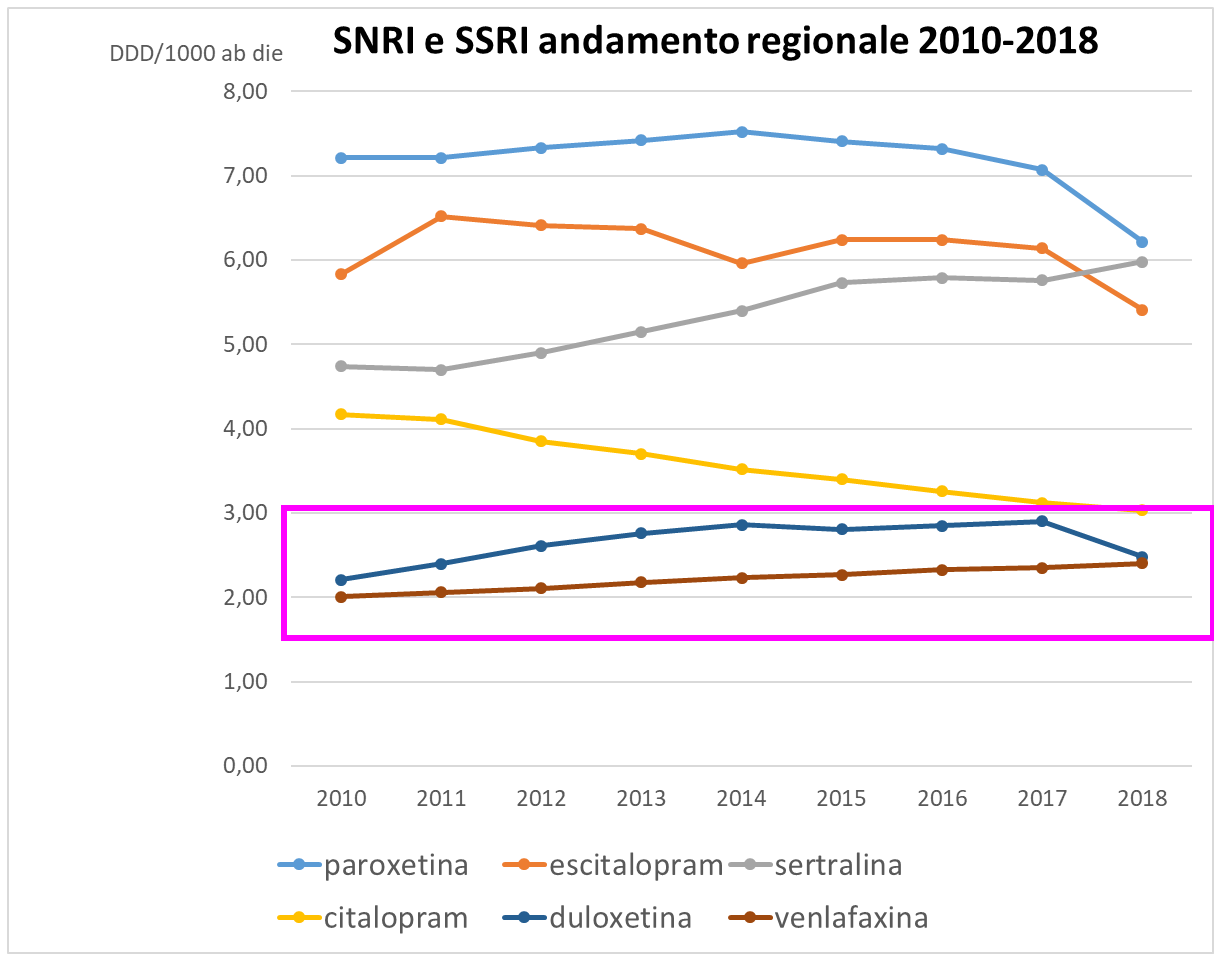 SNRI e SSRI andamento regionale 2010-2018
DDD/1000 ab die
8,00
7,00
6,00
5,00
4,00
3,00
2,00
1,00
0,00
2010 2011 2012 2013 2014 2015 2016 2017 2018
paroxetina escitalopram sertralina
citalopram duloxetina venlafaxina